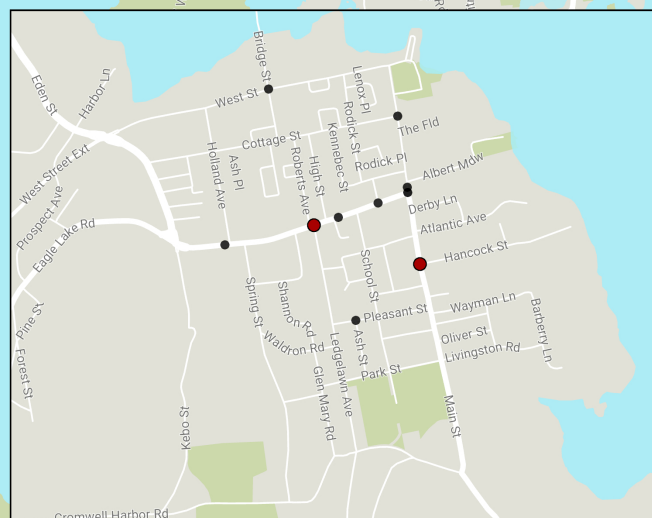 Bridge St
Eden St
Harbor Ln
West St
Lenox Pl
Rodick St
The Fld
Cottage St
Kennebec St
Holland Ave
Ash Pl
Roberts Ave
High St
Rodick Pl
Albert Mdw
West Street Ext
Prospect Ave
Eagle Lake Rd
Derby Ln
Atlantic Ave
Hancock St
School St
Spring St
Shannon Rd
Pleasant St
Wayman Ln
Barberry Ln
Pine St
Forest St
Waldron Rd
Ledgelawn Ave
Ash St
Oliver St
Livingston Rd
Park St
Glen Mary Rd
Main St
Kebo St
Cromwell Harbor Rd